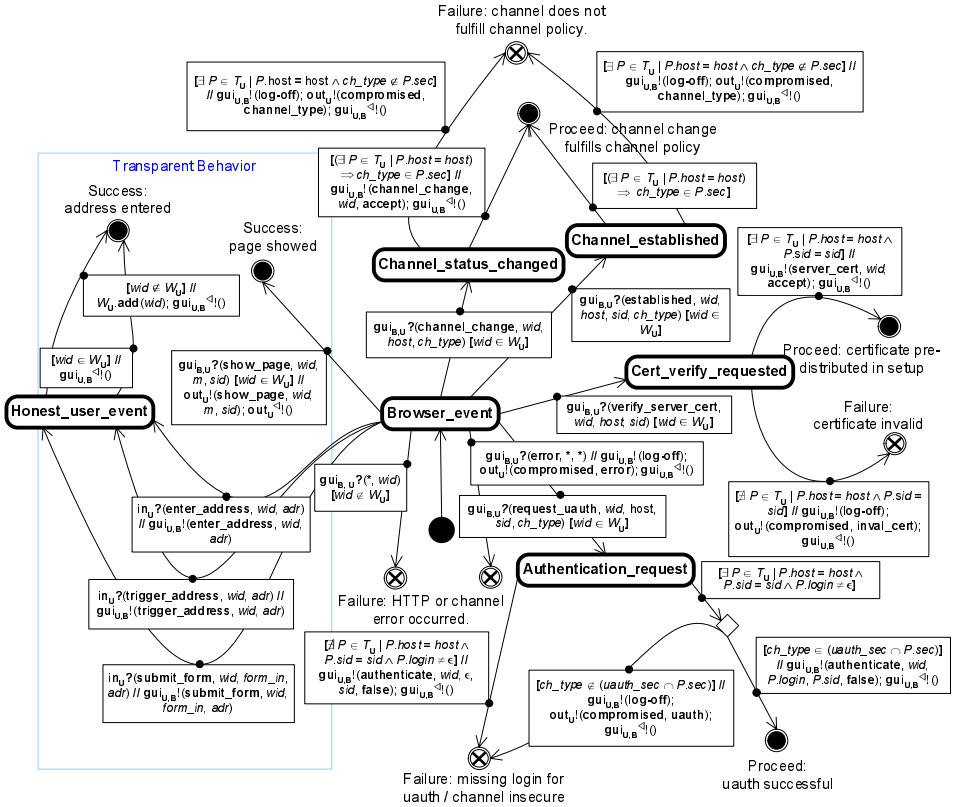 Failure: channel does not
fulfill channel policy.
[∃ P ∈ T_U | P.host = host ∧ ch_type ∉ P.sec]
// gui_U,B!(log-off); out_U!(compromised,
channel_type); gui_U,B^◁!()
[∃ P ∈ T_U | P.host = host ∧ ch_type ∉ P.sec] //
gui_U,B!(log-off); out_U!(compromised,
channel_type); gui_U,B^◁!()
Proceed: channel change
fulfills channel policy
Transparent Behavior
[(∃ P ∈ T_U | P.host = host)
⇒ ch_type ∈ P.sec] //
gui_U,B!(channel_change,
wid, accept); gui_U,B^◁!()
[(∃ P ∈ T_U | P.host = host)
⇒ ch_type ∈ P.sec]
Success:
address entered
Success:
page showed
Channel_status_changed
Channel_established
[∃ P ∈ T_U | P.host = host ∧
P.sid = sid] //
gui_U,B!(server_cert, wid,
accept); gui_U,B^◁!()
[wid ∉ W_U] //
W_U.add(wid); gui_U,B^◁!()
gui_B,U?(channel_change, wid,
host, ch_type) [wid ∈ W_U]
gui_B,U?(established, wid,
host, sid, ch_type) [wid ∈
W_U]
[wid ∈ W_U] //
gui_U,B^◁!()
gui_B,U?(show_page, wid,
m, sid) [wid ∈ W_U] //
out_U!(show_page, wid,
m, sid); out_U^◁!()
Proceed: certificate pre-
distributed in setup
Cert_verify_requested
Honest_user_event
Browser_event
gui_B,U?(verify_server_cert,
wid, host, sid) [wid ∈ W_U]
Failure:
certificate invalid
gui_B,U?(*, wid)
[wid ∉ W_U]
gui_B,U?(error, *, *) // gui_U,B!(log-off);
out_U!(compromised, error); gui_U,B^◁!()
in_U?(enter_address, wid, adr)
// gui_U,B!(enter_address, wid,
adr)
gui_B,U?(request_uauth, wid, host,
sid, ch_type) [wid ∈ W_U]
[∄ P ∈ T_U | P.host = host ∧ P.sid =
sid] // gui_U,B!(log-off);
out_U!(compromised, inval_cert);
gui_U,B^◁!()
Authentication_request
[∃ P ∈ T_U | P.host = host ∧
P.sid = sid ∧ P.login ≠ ϵ]
in_U?(trigger_address, wid, adr) //
gui_U,B!(trigger_address, wid, adr)
Failure: HTTP or channel
error occurred.
[∄ P ∈ T_U | P.host = host ∧
P.sid = sid ∧ P.login ≠ ϵ] //
gui_U,B!(authenticate, wid, ϵ,
sid, false); gui_U,B^◁!()
[ch_type ∈ (uauth_sec ∩ P.sec)]
// gui_U,B!(authenticate, wid,
P.login, P.sid, false); gui_U,B^◁!()
in_U?(submit_form, wid, form_in,
adr) // gui_U,B!(submit_form, wid,
form_in, adr)
[ch_type ∉ (uauth_sec ∩ P.sec)] //
gui_U,B!(log-off);
out_U!(compromised, uauth);
gui_U,B^◁!()
Failure: missing login for
uauth / channel insecure
Proceed:
uauth successful